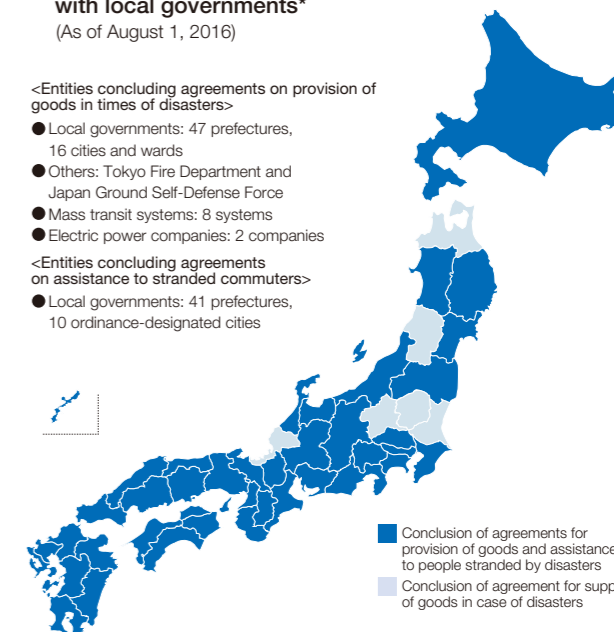 with local governments*
(As of August 1, 2016)
<Entities concluding agreements on provision of
goods in times of disasters>
● Local governments: 47 prefectures,
16 cities and wards
● Others: Tokyo Fire Department and
Japan Ground Self-Defense Force
● Mass transit systems: 8 systems
● Electric power companies: 2 companies
<Entities concluding agreements
on assistance to stranded commuters>
● Local governments: 41 prefectures,
10 ordinance-designated cities
Conclusion of agreements for
provision of goods and assistance
to people stranded by disasters
Conclusion of agreement for
of goods in case of disasters